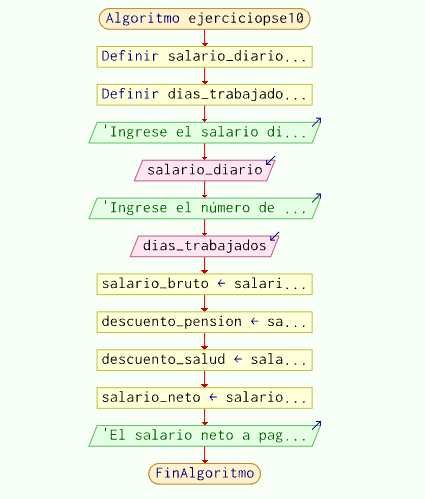 Algoritmo ejerciciopse10
Definir salario_diario...
Definir dias_trabajado...
'Ingrese el salario di...
salario_diario
'Ingrese el número de ...
dias_trabajados
salario_bruto ← salari...
descuento_pension ← sa...
descuento_salud ← sala...
salario_neto ← salario...
'El salario neto a pag...
FinAlgoritmo